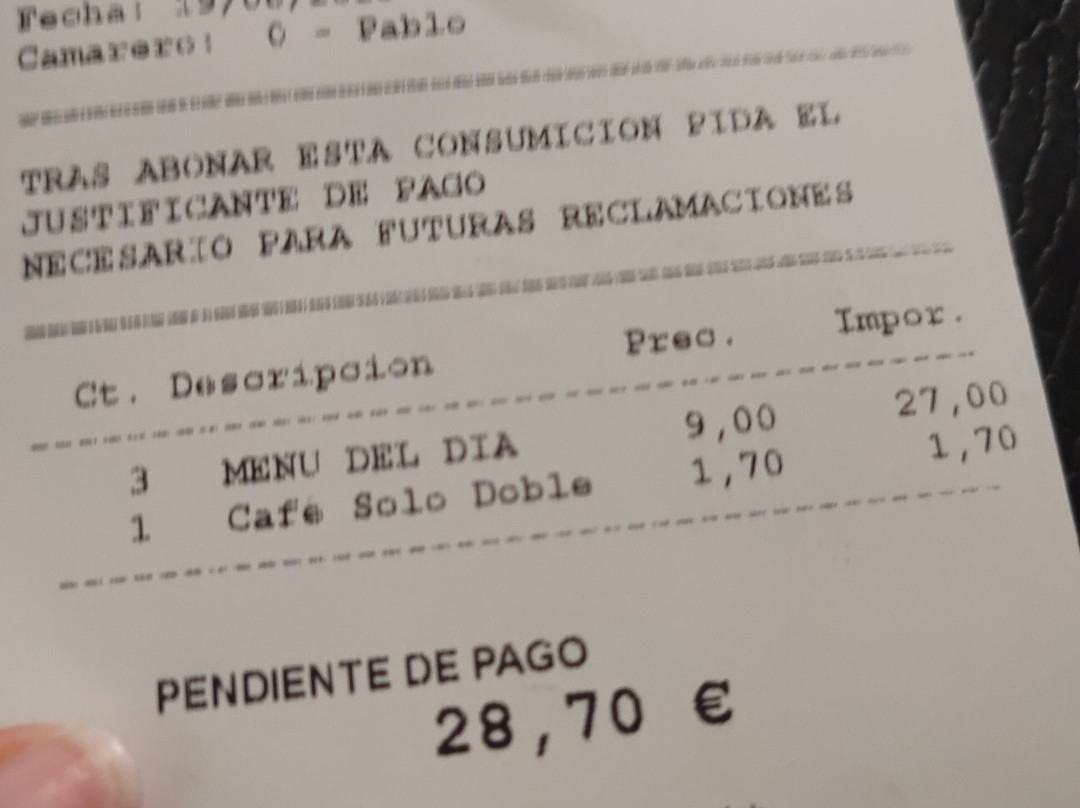 Fecha:
Camarero: 0 - Pablo
TRAS ABONAR ESTA CONSUMICION PIDA EL
JUSTIFICANTE DE PAGO
NECESARIO PARA FUTURAS RECLAMACIONES
Ct. Descripcion Prec. Impor.
3 MENU DEL DIA 9,00 27,00
1 Café Solo Doble 1,70 1,70
PENDIENTE DE PAGO
28,70 €